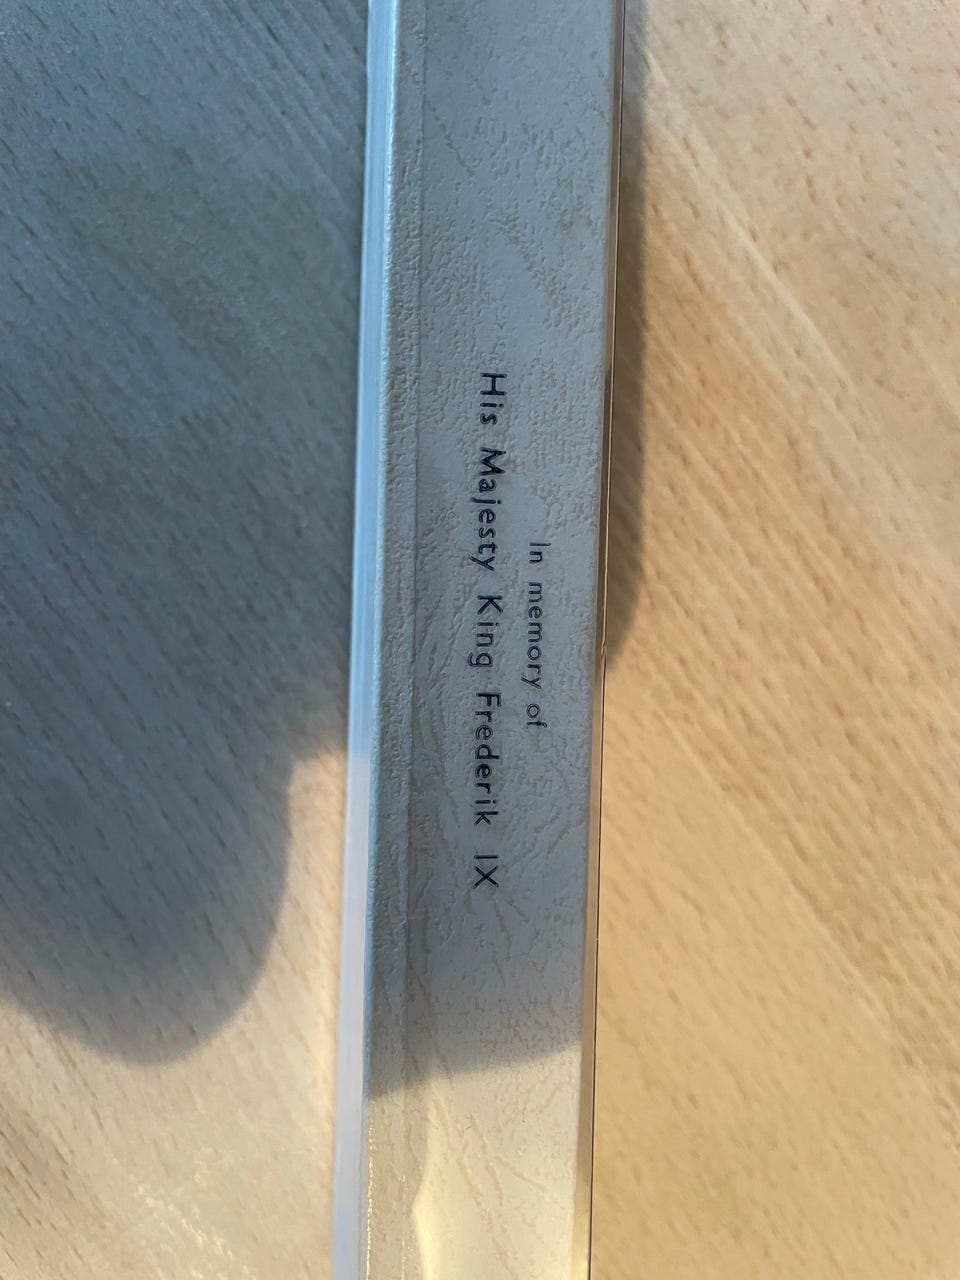 In memory of
His Majesty King Frederik IX